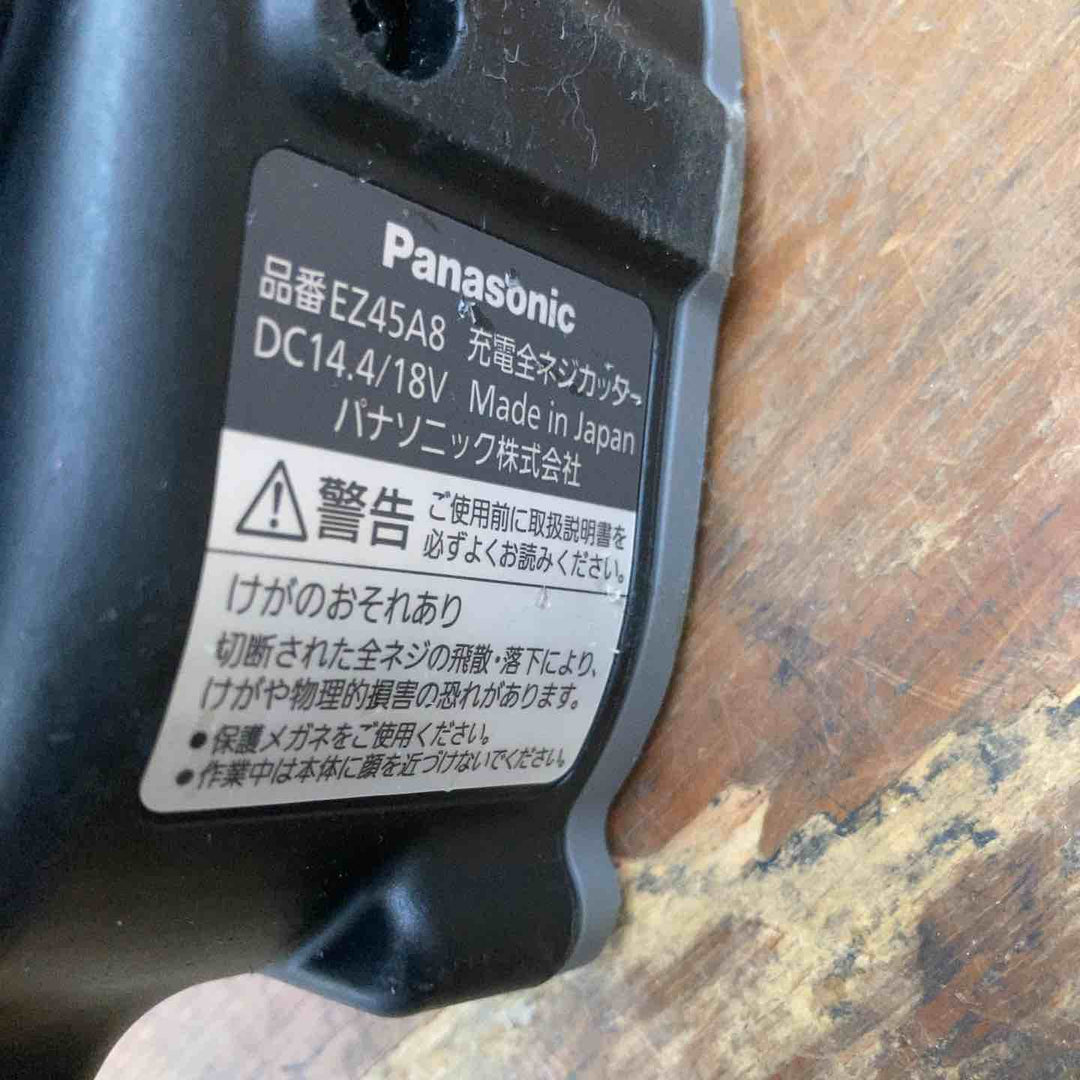 Panasonic
品番EZ45A8 充電全ネジカッター
DC14.4/18V Made in Japan
パナソニック株式会社
警告 ご使用前に取扱説明書を
必ずよくお読みください。
けがのおそれあり
切断された全ネジの飛散・落下により、
けがや物理的損害の恐れがあります。
●保護メガネをご使用ください。
●作業中は本体に顔を近づけないでください。